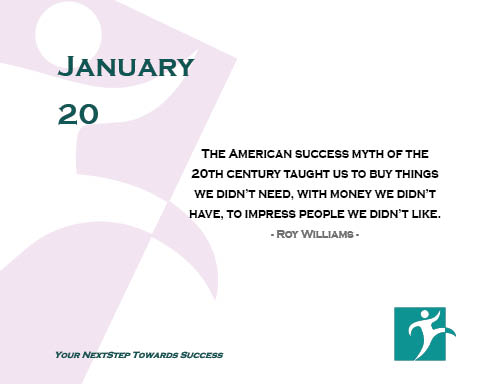 January
20
The American success myth of the
20th century taught us to buy things
we didn't need, with money we didn't
have, to impress people we didn't like.
- Roy Williams -
Your NextStep Towards Success